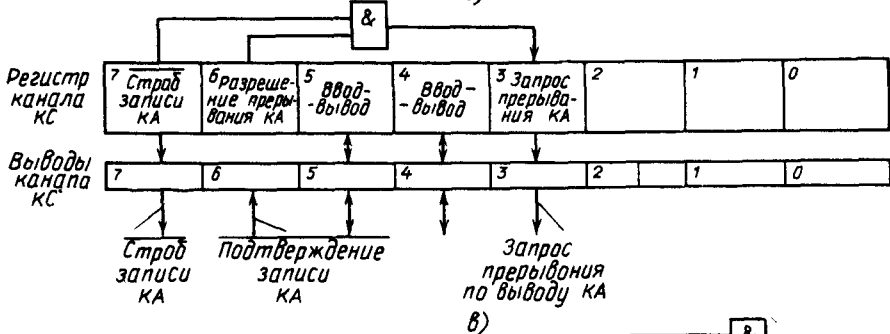 &
Регистр
канала
КС
7 Строб
записи
КА
6 Разреше-
ние преры-
вания КА
5
Ввод-
-вывод
4
Ввод-
-вывод
3 Запрос
прерыва-
ния КА
2
1
0
Выводы
канала
КС
7
6
5
4
3
2
1
0
Строб
записи
КА
Подтверждение
записи
КА
Запрос
прерывания
по выводу КА
в)